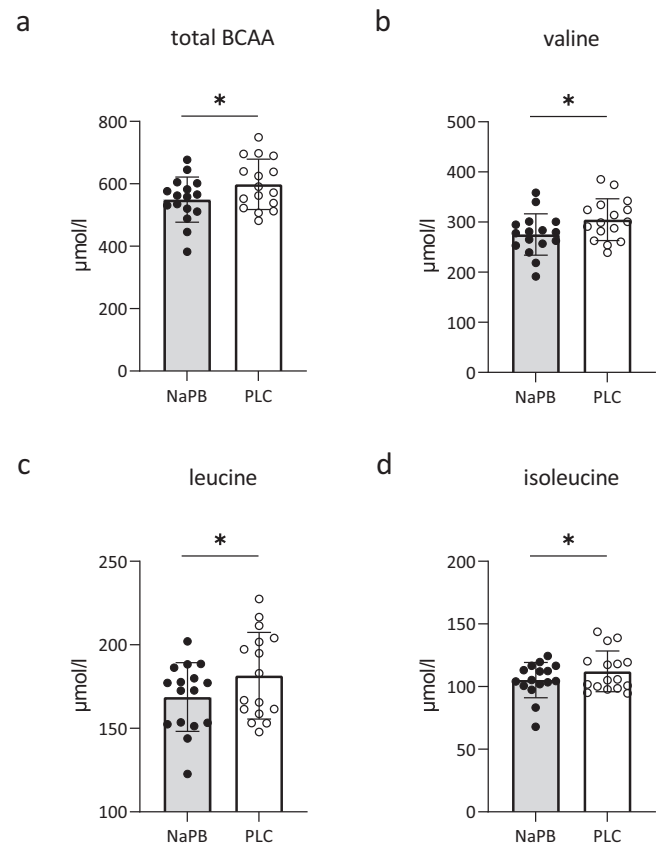 a
total BCAA
*
800
600
400
200
0
µmol/l
NaPB
PLC
b
valine
*
500
400
300
200
100
0
µmol/l
NaPB
PLC
c
leucine
*
250
200
150
100
µmol/l
NaPB
PLC
d
isoleucine
*
200
150
100
50
0
µmol/l
NaPB
PLC